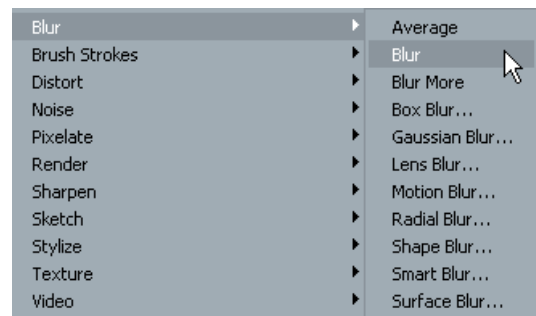 Blur
Brush Strokes
Distort
Noise
Pixelate
Render
Sharpen
Sketch
Stylize
Texture
Video
Average
Blur
Blur More
Box Blur...
Gaussian Blur...
Lens Blur...
Motion Blur...
Radial Blur...
Shape Blur...
Smart Blur...
Surface Blur...